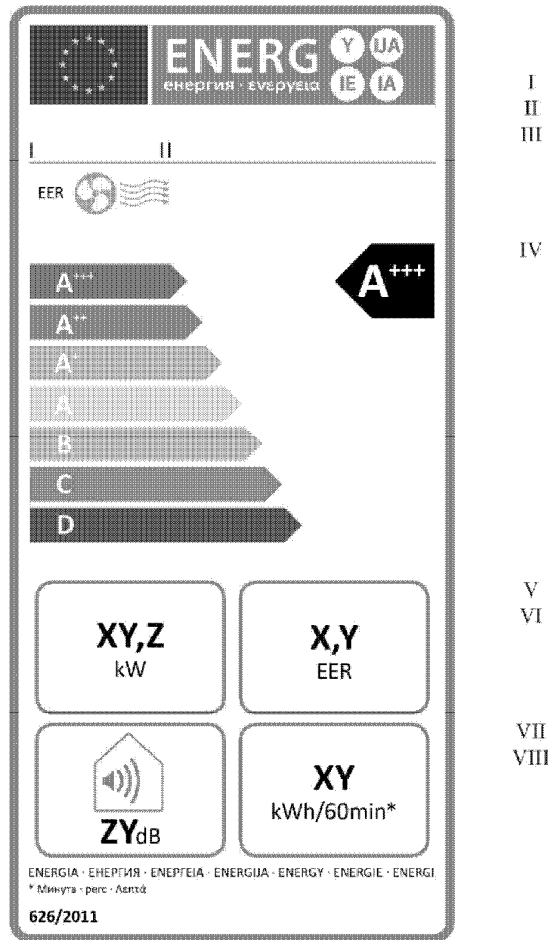 ENERG Y UA
енергия · ενεργεια IE IA
I
II
III
I II
EER
IV
A+++
A+++
A++
A+
A
B
C
D
V
VI
XY,Z
kW
X,Y
EER
VII
VIII
ZYdB
XY
kWh/60min*
ENERGIA · ЕНЕРГИЯ · ΕΝΕΡΓΕΙΑ · ENERGIJA · ENERGY · ENERGIE · ENERGI
* Минута · perc · Λεπτά
626/2011